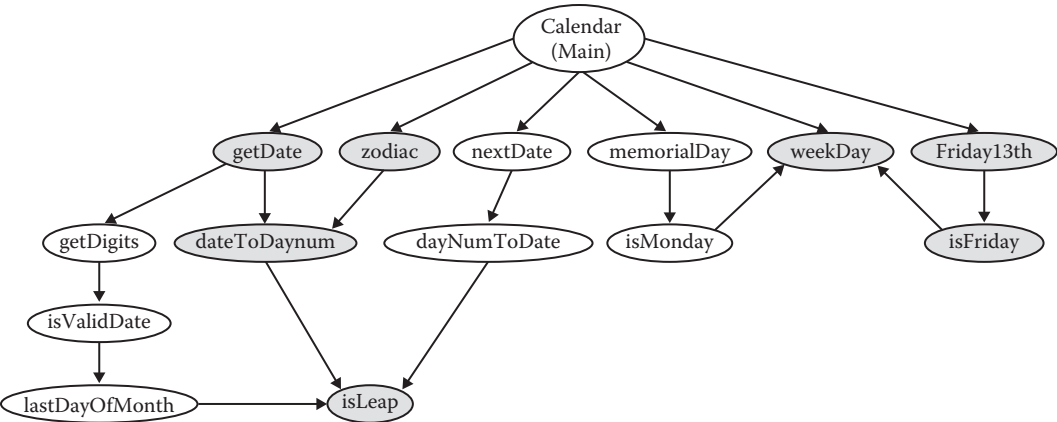 Calendar
(Main)
getDate
zodiac
nextDate
memorialDay
weekDay
Friday13th
getDigits
dateToDaynum
dayNumToDate
isMonday
isFriday
isValidDate
lastDayOfMonth
isLeap